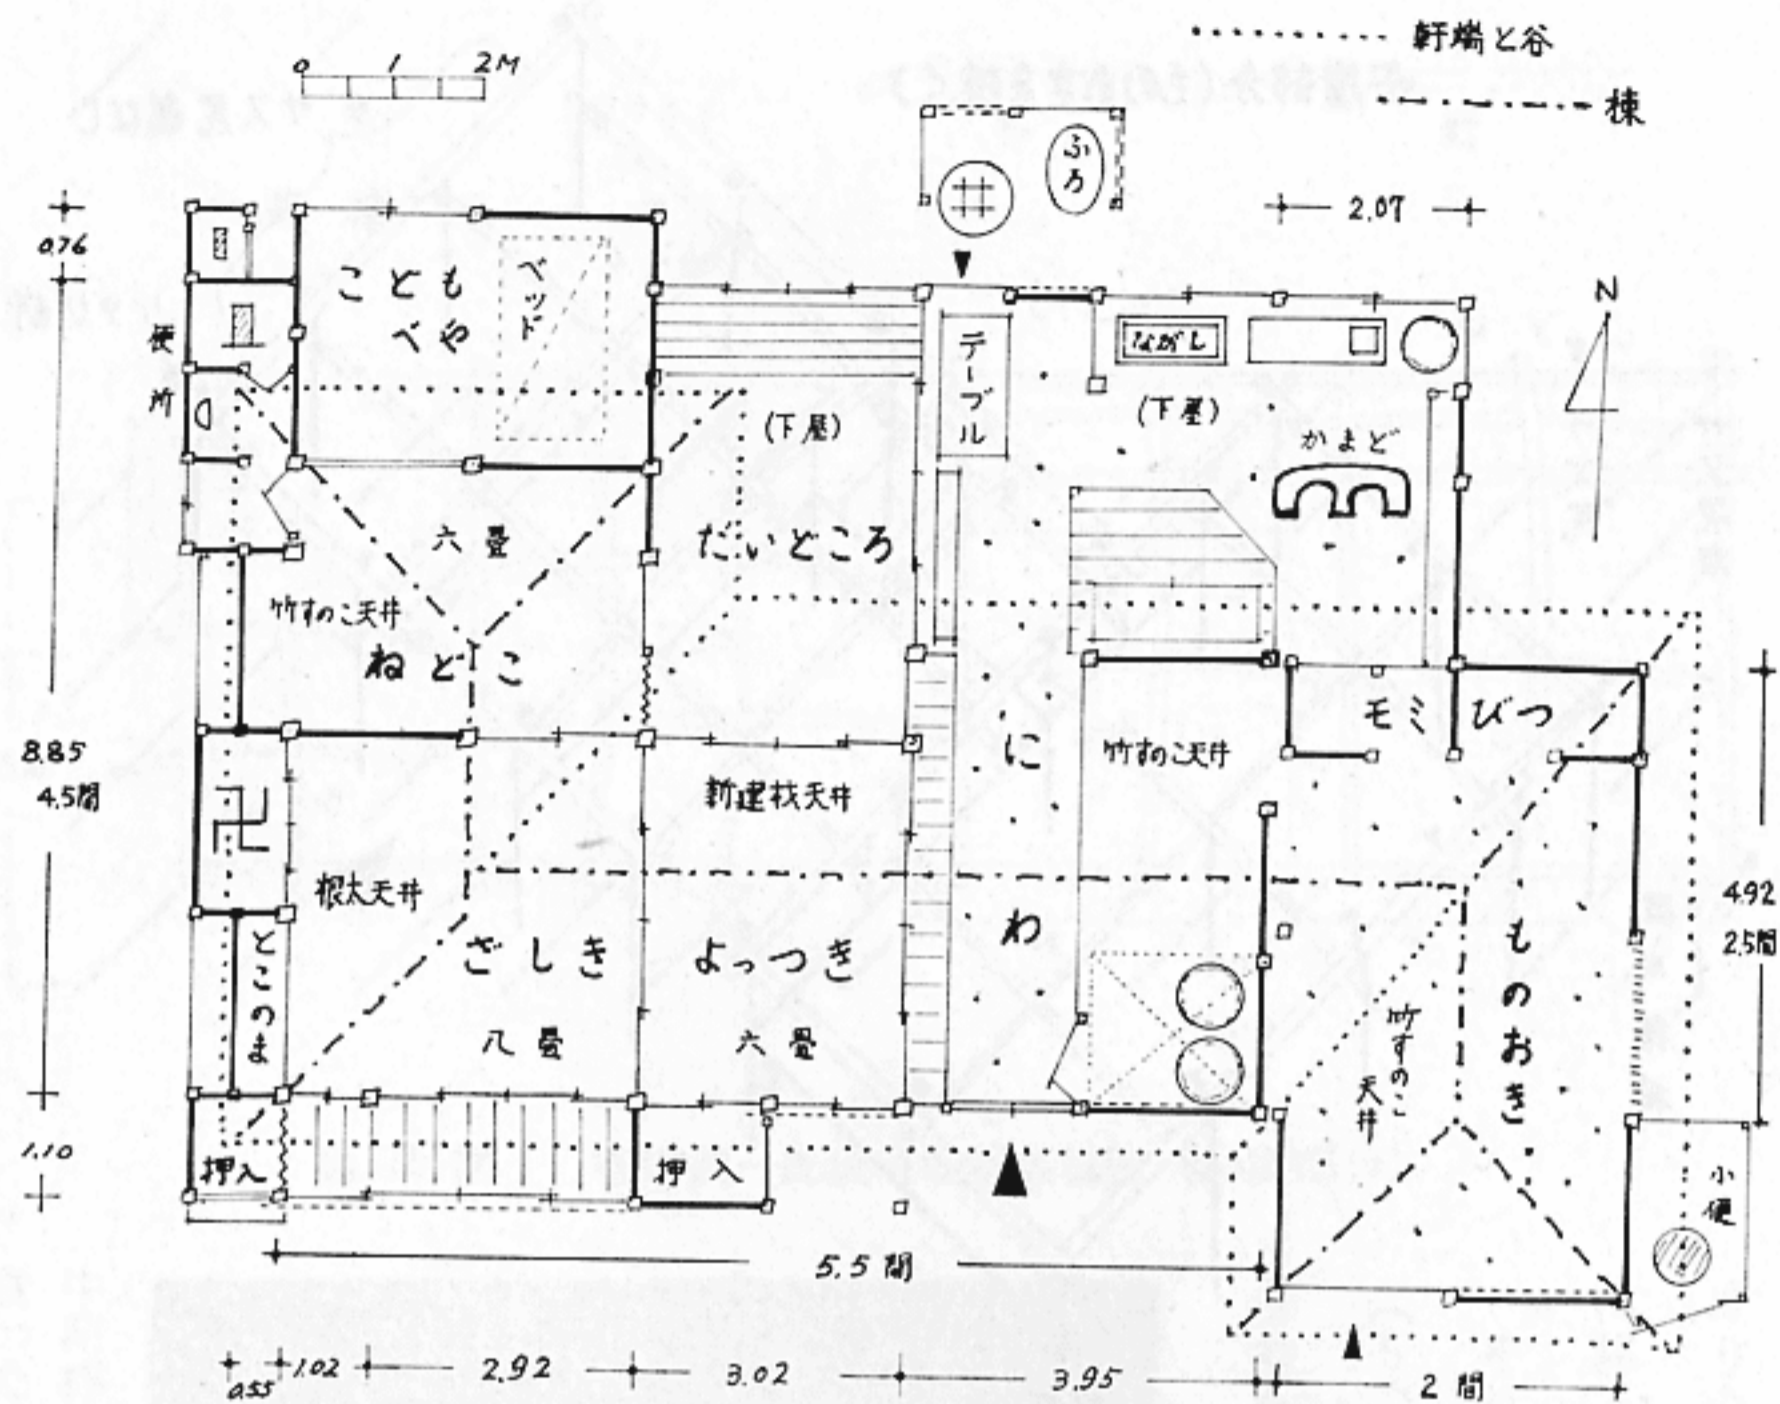 軒端と谷
棟
0 1 2M
ふろ
2.07
0.76
こども
べや
ベッド
N
便所
テーブル
ながし
(下屋)
(下屋)
かまど
六畳
だいどころ
竹すのこ天井
ねどこ
モミびつ
8.85
4.5間
に
わ
竹すのこ天井
新建材天井
根太天井
4.92
2.5間
とこのま
ざしき
八畳
よっつき
六畳
ものおき
竹すのこ
天井
1.10
押入
押入
小便
5.5間
0.55
1.02
2.92
3.02
3.95
2間